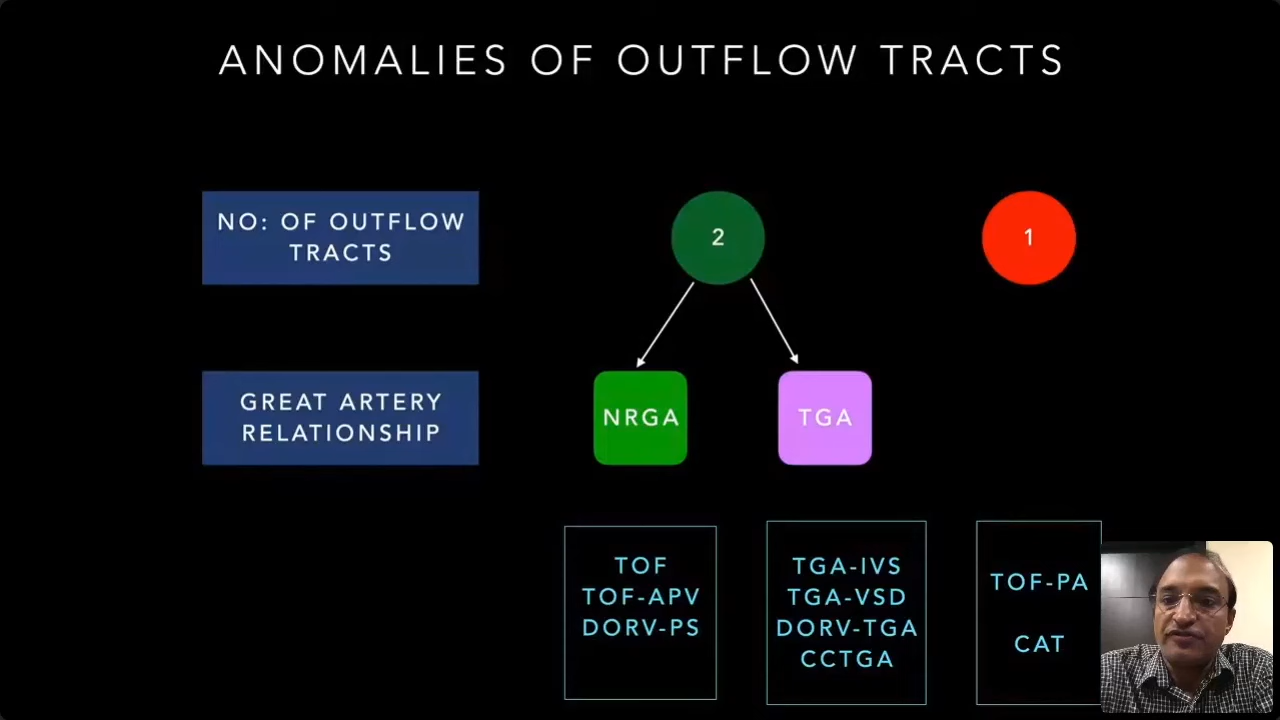 ANOMALIES OF OUTFLOW TRACTS
NO: OF OUTFLOW
TRACTS
2
1
GREAT ARTERY
RELATIONSHIP
NRGA
TGA
TOF
TOF-APV
DORV-PS
TGA-IVS
TGA-VSD
DORV-TGA
CCTGA
TOF-PA
CAT